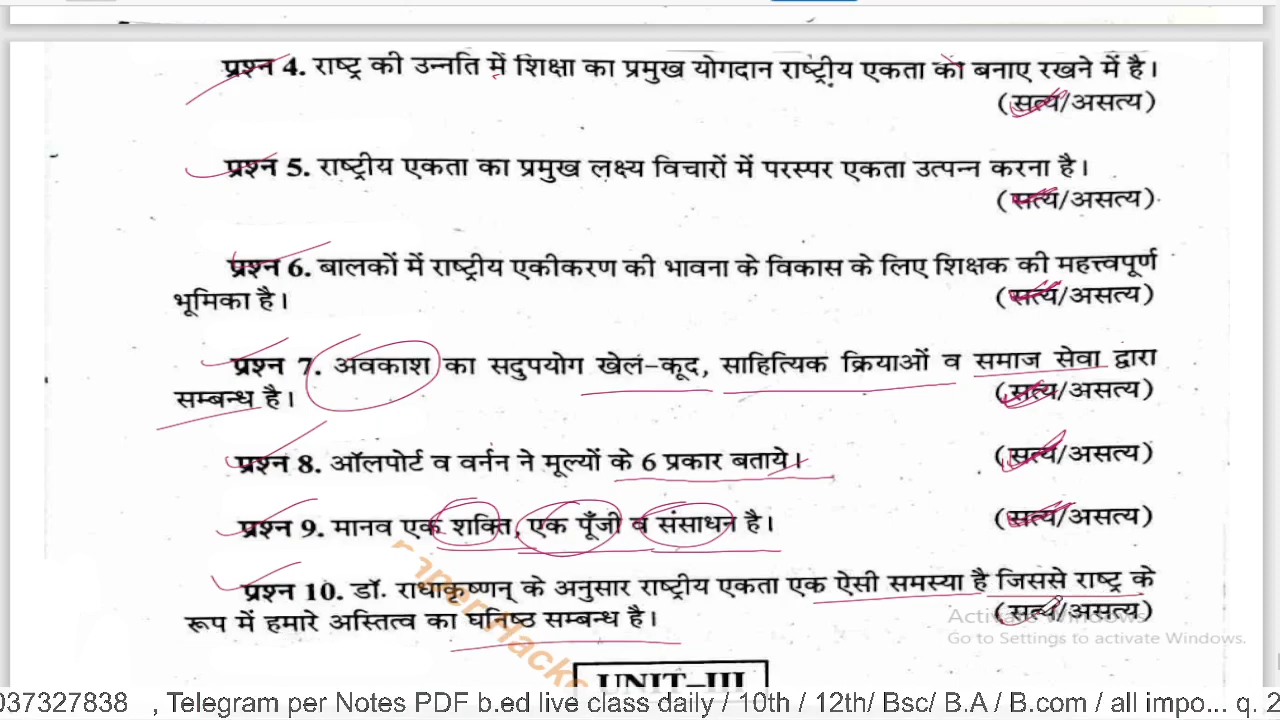 प्रश्न 4. राष्ट्र की उन्नति में शिक्षा का प्रमुख योगदान राष्ट्रीय एकता को बनाए रखने में है।
(सत्य/असत्य)
प्रश्न 5. राष्ट्रीय एकता का प्रमुख लक्ष्य विचारों में परस्पर एकता उत्पन्न करना है।
(सत्य/असत्य)
प्रश्न 6. बालकों में राष्ट्रीय एकीकरण की भावना के विकास के लिए शिक्षक की महत्त्वपूर्ण
भूमिका है। (सत्य/असत्य)
प्रश्न 7. अवकाश का सदुपयोग खेल-कूद, साहित्यिक क्रियाओं व समाज सेवा द्वारा
सम्बन्ध है। (सत्य/असत्य)
प्रश्न 8. ऑलपोर्ट व वर्नन ने मूल्यों के 6 प्रकार बताये। (सत्य/असत्य)
प्रश्न 9. मानव एक शक्ति, एक पूँजी व संसाधन है। (सत्य/असत्य)
प्रश्न 10. डॉ. राधाकृष्णन् के अनुसार राष्ट्रीय एकता एक ऐसी समस्या है जिससे राष्ट्र के
रूप में हमारे अस्तित्व का घनिष्ठ सम्बन्ध है। (सत्य/असत्य)
Activate Windows
Go to Settings to activate Windows.
UNIT-III
037327838 , Telegram per Notes PDF b.ed live class daily / 10th / 12th/ Bsc/ B.A / B.com / all impo... q. 2